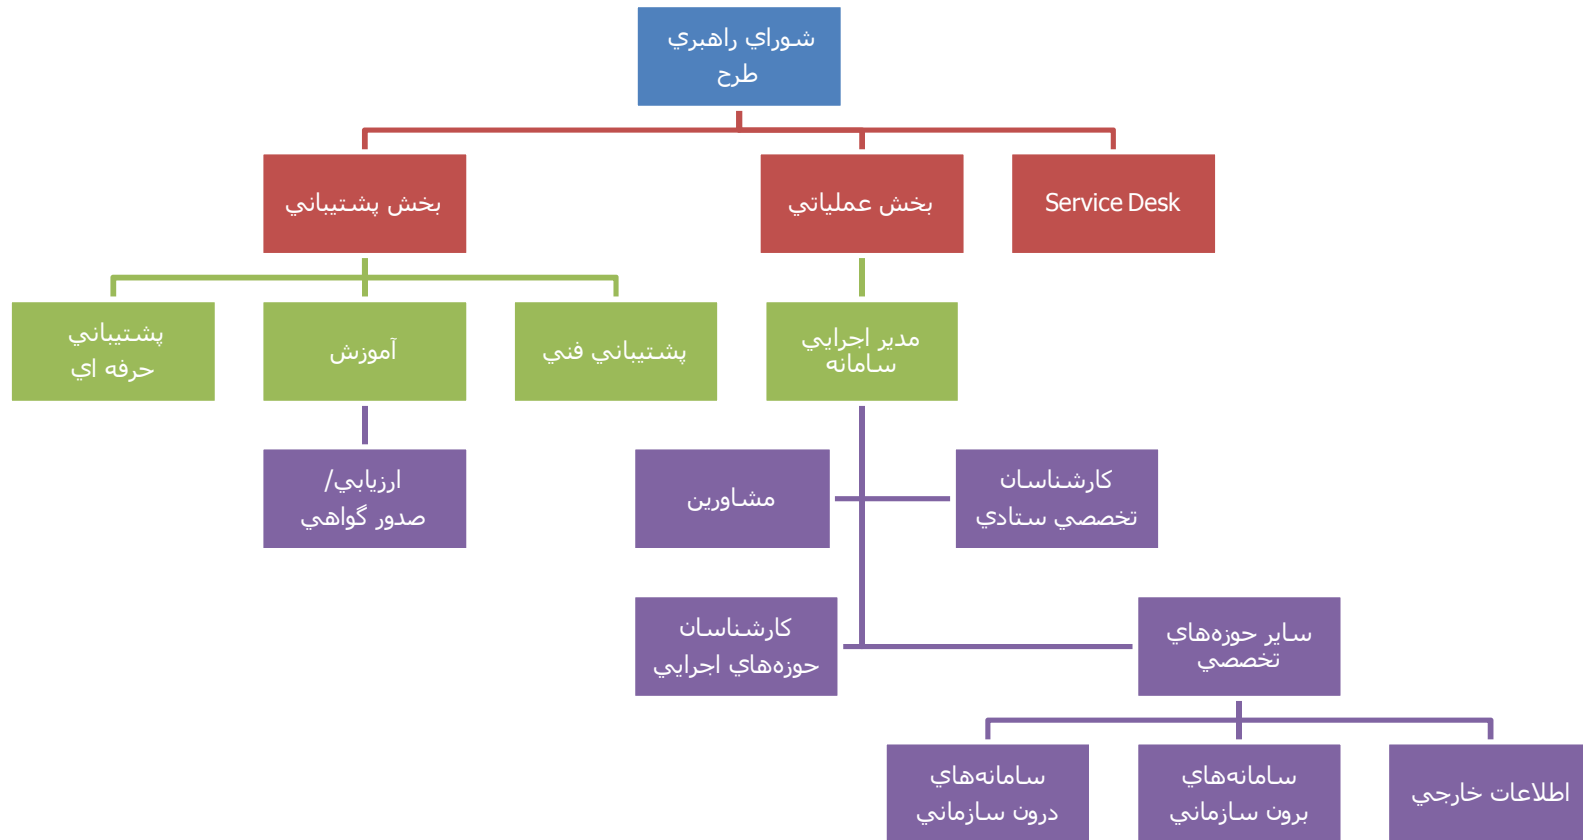 شوراي راهبري
طرح
Service Desk
بخش عملياتي
بخش پشتيباني
مدير اجرايي
سامانه
پشتيباني فني
آموزش
پشتيباني
حرفه اي
كارشناسان
تخصصي ستادي
مشاورين
ارزيابي/
صدور گواهي
ساير حوزه‌هاي
تخصصي
كارشناسان
حوزه‌هاي اجرايي
اطلاعات خارجي
سامانه‌هاي
برون سازماني
سامانه‌هاي
درون سازماني